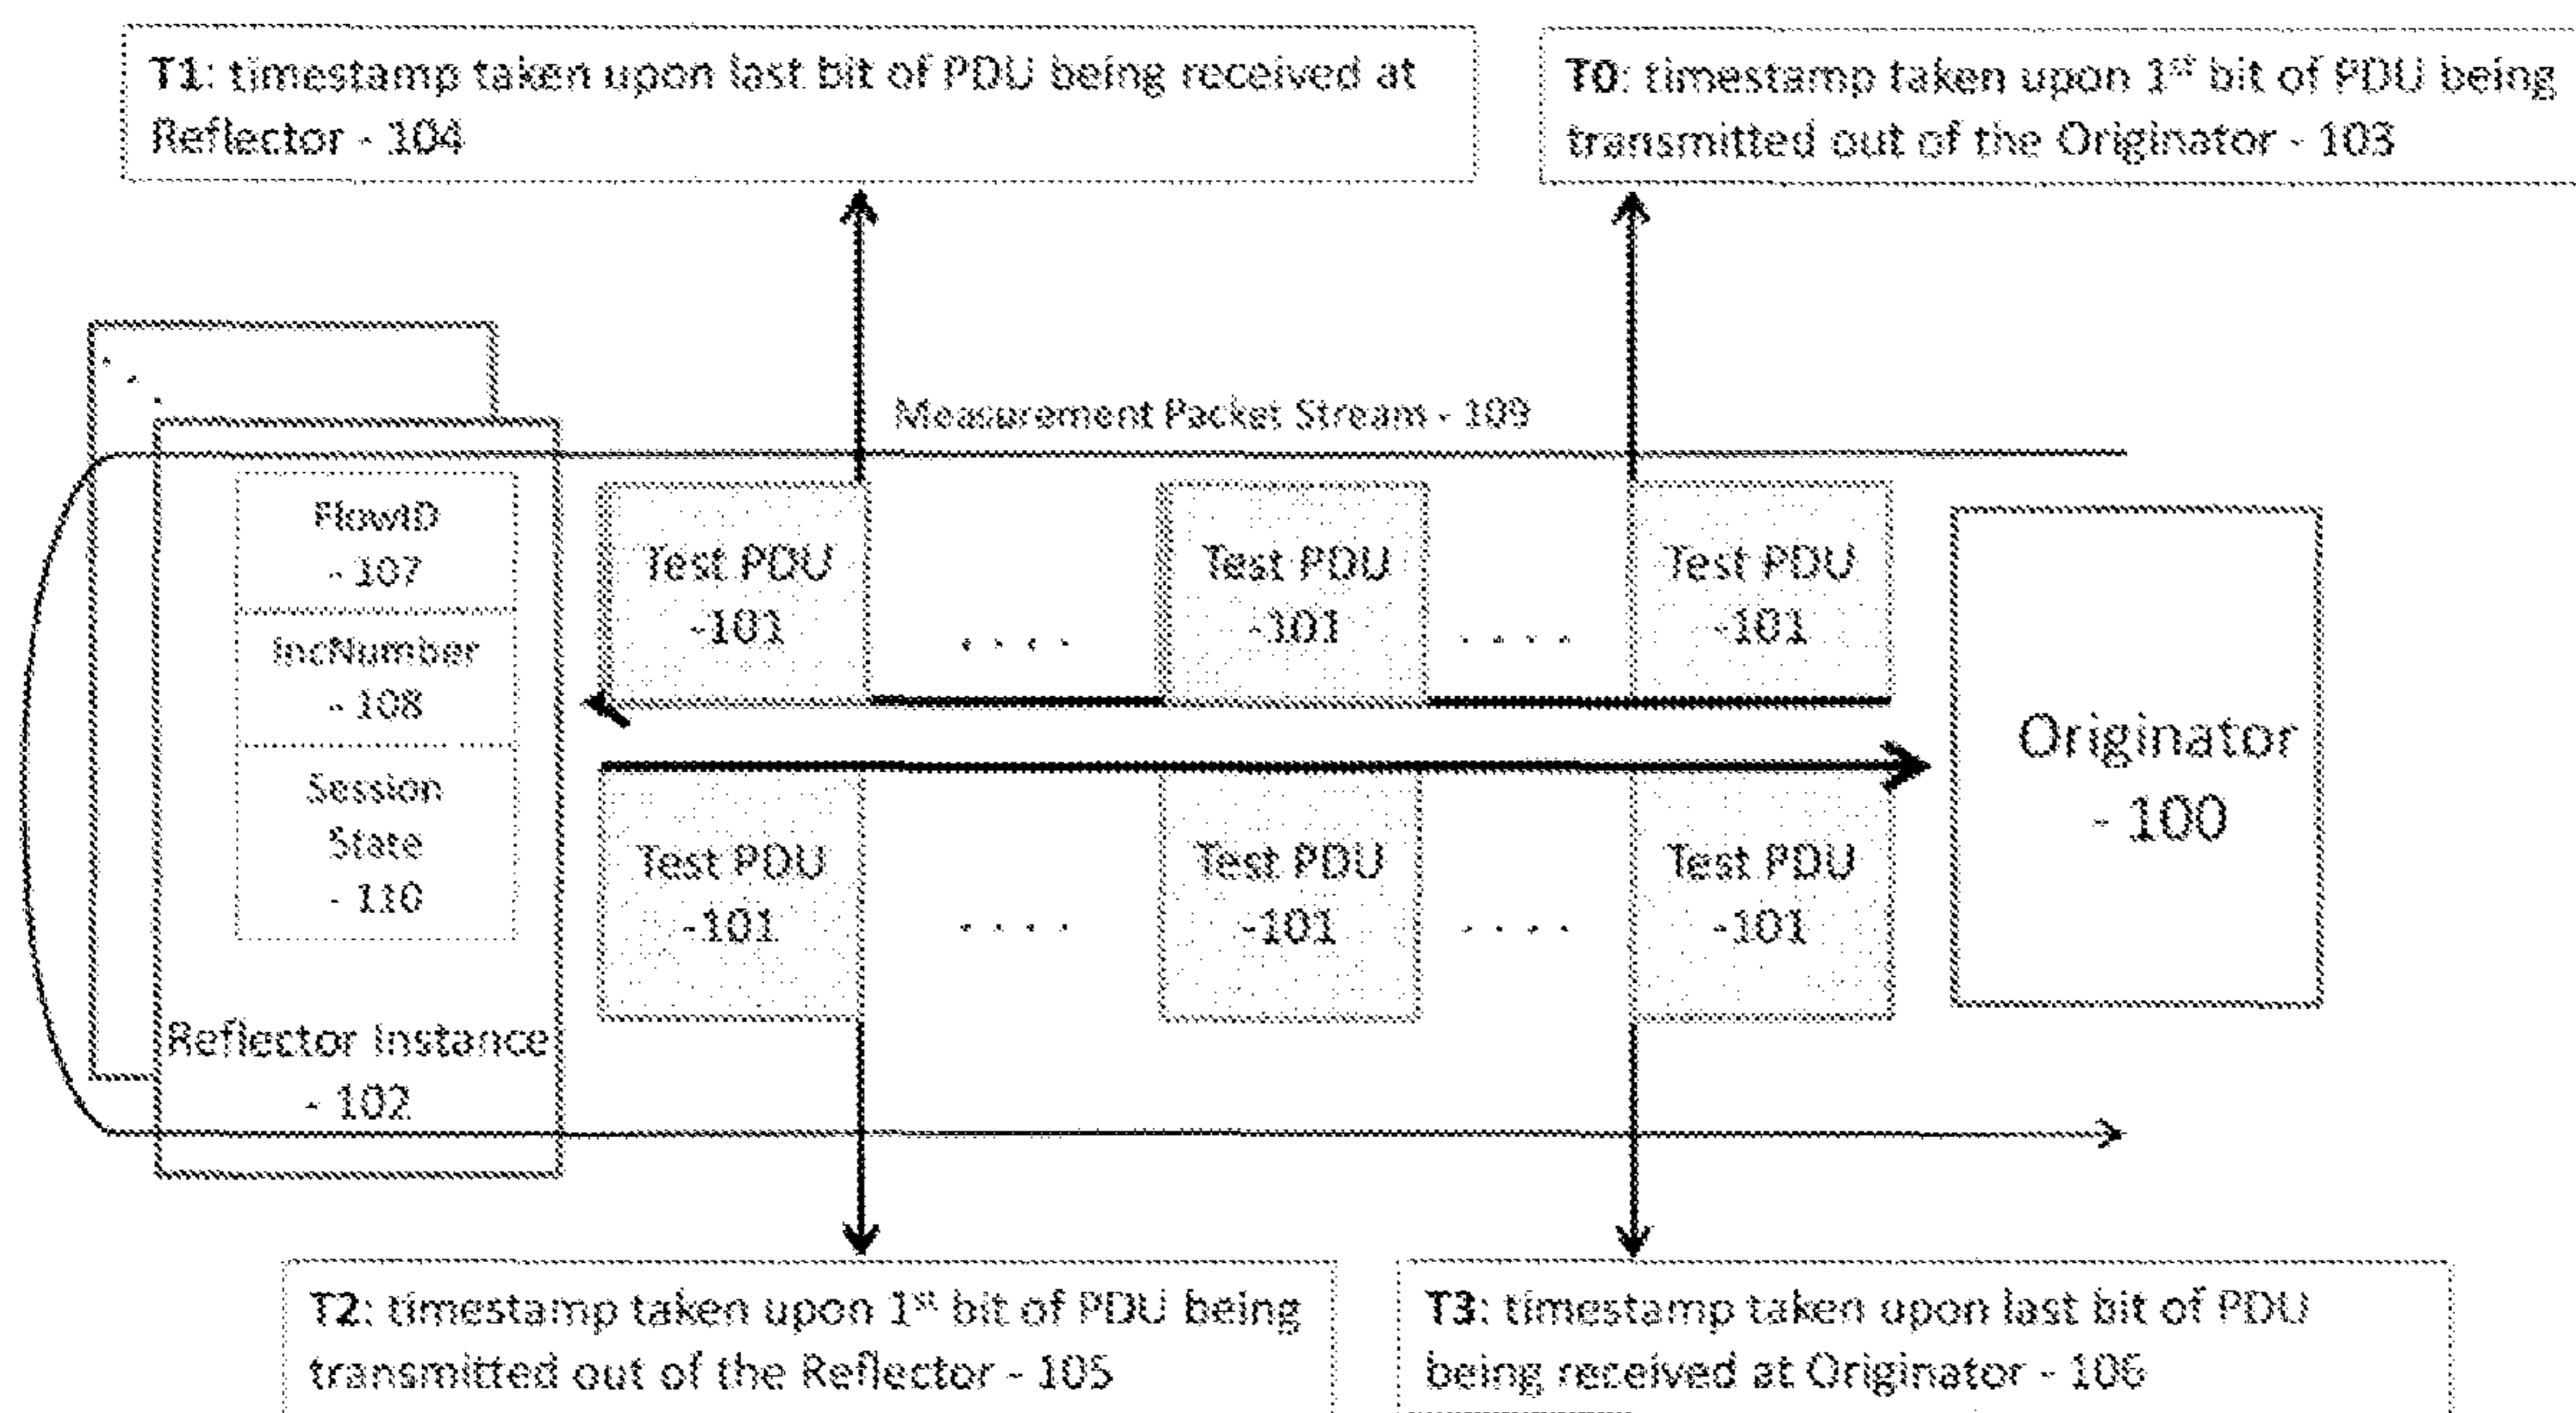 T1: timestamp taken upon last bit of PDU being received at
Reflector - 104
T0: timestamp taken upon 1st bit of PDU being
transmitted out of the Originator - 103
Measurement Packet Stream - 109
FlowID
- 107
IncNumber
- 108
Session
State
- 110
Reflector Instance
- 102
Test PDU
-101
. . . .
Test PDU
-101
. . . .
Test PDU
-101
Test PDU
-101
. . . .
Test PDU
-101
. . . .
Test PDU
-101
Originator
- 100
T2: timestamp taken upon 1st bit of PDU being
transmitted out of the Reflector - 105
T3: timestamp taken upon last bit of PDU
being received at Originator - 106